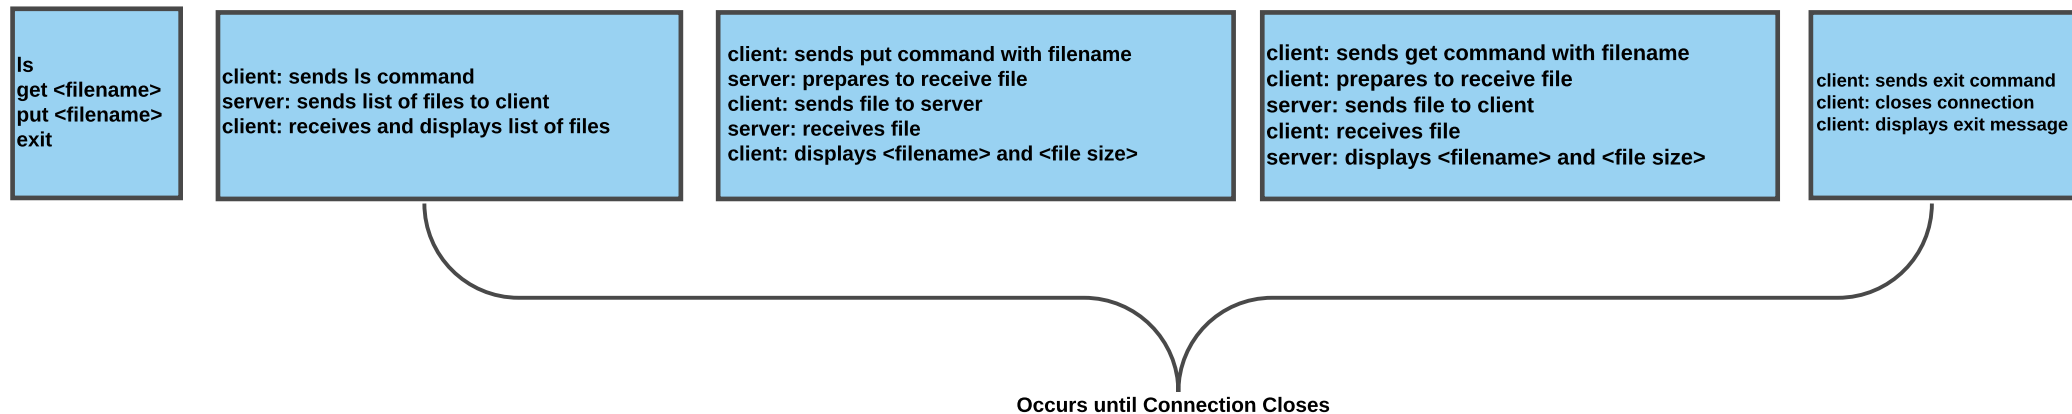 ls
get <filename>
put <filename>
exit
client: sends ls command
server: sends list of files to client
client: receives and displays list of files
client: sends put command with filename
server: prepares to receive file
client: sends file to server
server: receives file
client: displays <filename> and <file size>
client: sends get command with filename
client: prepares to receive file
server: sends file to client
client: receives file
server: displays <filename> and <file size>
client: sends exit command
client: closes connection
client: displays exit message
Occurs until Connection Closes